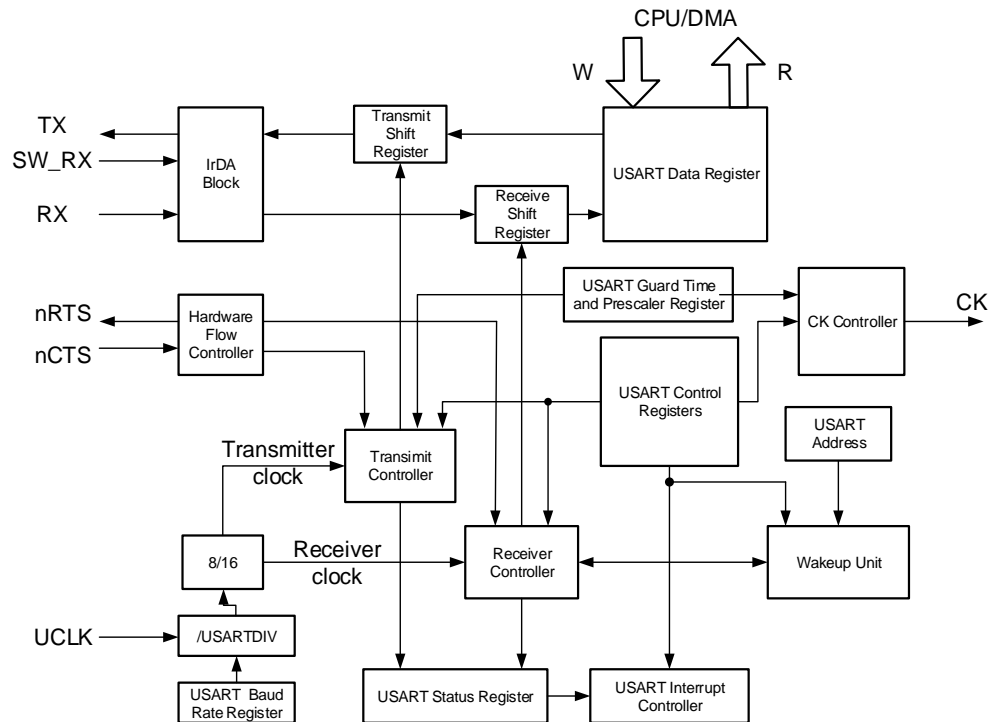 CPU/DMA
W
R
TX
SW_RX
RX
IrDA
Block
Transmit
Shift
Register
Receive
Shift
Register
USART Data Register
nRTS
nCTS
Hardware
Flow
Controller
USART Guard Time
and Prescaler Register
CK Controller
CK
USART Control
Registers
USART
Address
Transmitter
clock
Transimit
Controller
8/16
Receiver
clock
Receiver
Controller
Wakeup Unit
UCLK
/USARTDIV
USART Baud
Rate Register
USART Status Register
USART Interrupt
Controller